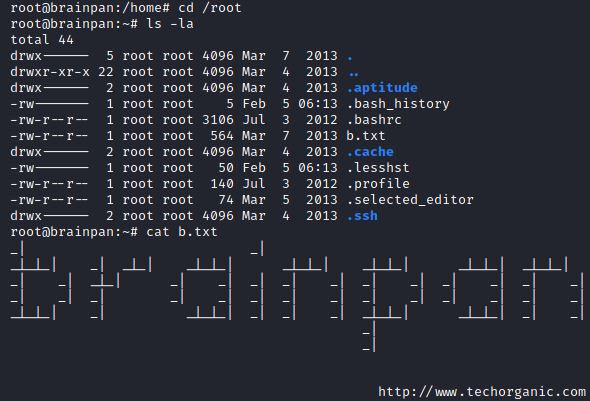 root@brainpan:/home# cd /root
root@brainpan:~# ls -la
total 44
drwx------  5 root root 4096 Mar  7  2013 .
drwxr-xr-x 22 root root 4096 Mar  4  2013 ..
drwx------  2 root root 4096 Mar  4  2013 .aptitude
-rw-------  1 root root    5 Feb  5 06:13 .bash_history
-rw-r--r--  1 root root 3106 Jul  3  2012 .bashrc
-rw-r--r--  1 root root  564 Mar  7  2013 b.txt
drwx------  2 root root 4096 Mar  4  2013 .cache
-rw-------  1 root root   50 Feb  5 06:13 .lesshst
-rw-r--r--  1 root root  140 Jul  3  2012 .profile
-rw-r--r--  1 root root   74 Mar  5  2013 .selected_editor
drwx------  2 root root 4096 Mar  4  2013 .ssh
root@brainpan:~# cat b.txt
brainpan
http://www.techorganic.com